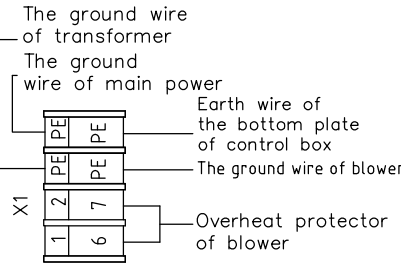 The ground wire
of transformer
The ground
wire of main power
Earth wire of
the bottom plate
of control box
PE PE
The ground wire of blower
PE PE
X1
2 7
1 6
Overheat protector
of blower